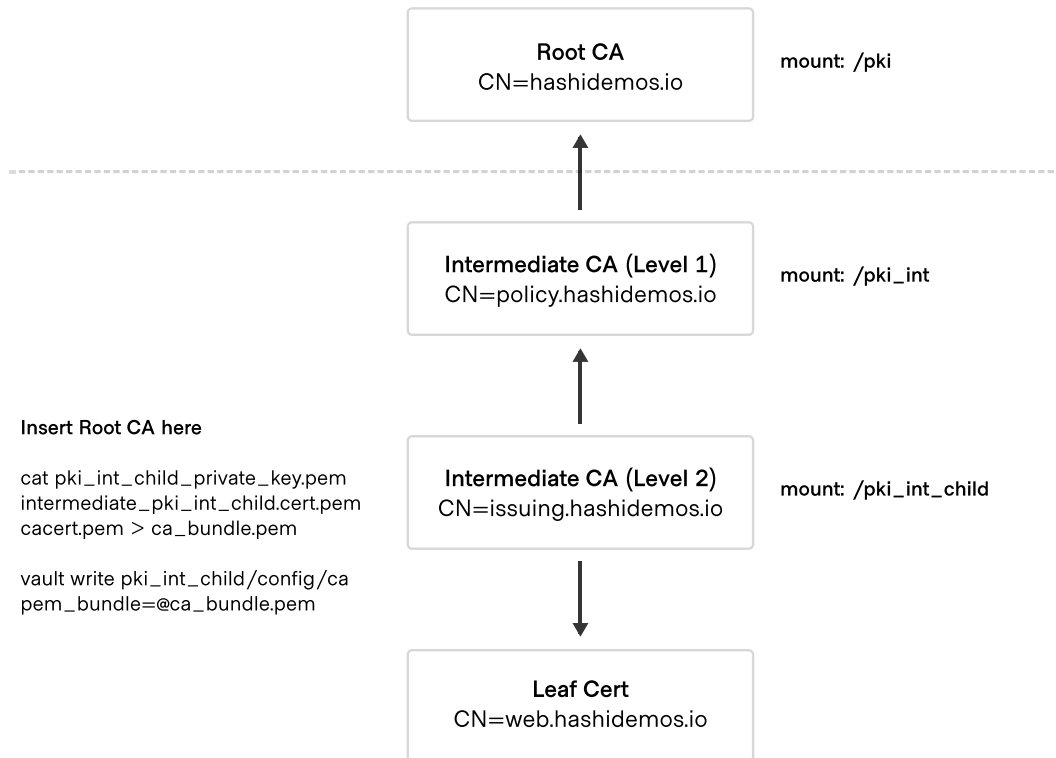 Root CA
CN=hashidemos.io
mount: /pki
Intermediate CA (Level 1)
CN=policy.hashidemos.io
mount: /pki_int
Insert Root CA here
cat pki_int_child_private_key.pem
intermediate_pki_int_child.cert.pem
cacert.pem > ca_bundle.pem
vault write pki_int_child/config/ca
pem_bundle=@ca_bundle.pem
Intermediate CA (Level 2)
CN=issuing.hashidemos.io
mount: /pki_int_child
Leaf Cert
CN=web.hashidemos.io